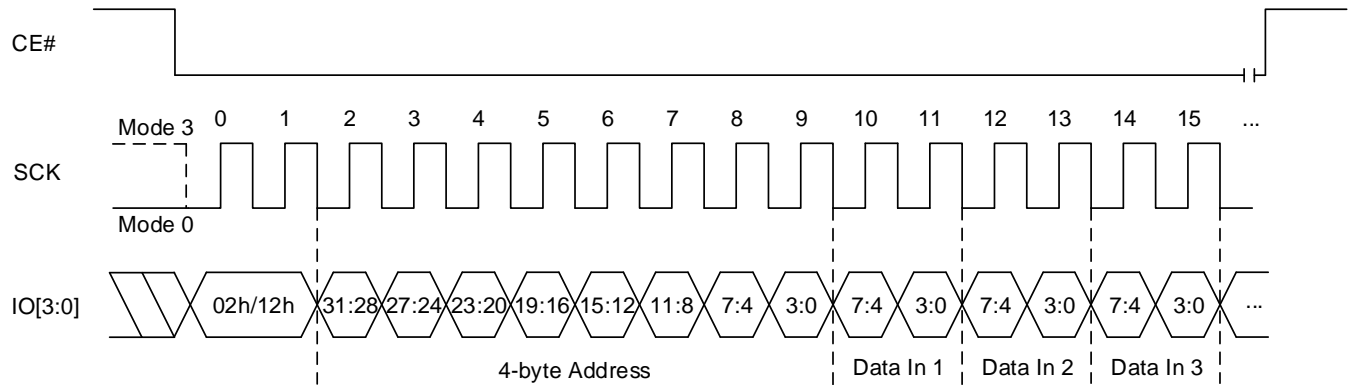 CE#
Mode 3 0 1 2 3 4 5 6 7 8 9 10 11 12 13 14 15 ...
SCK
Mode 0
IO[3:0] 02h/12h 31:28 27:24 23:20 19:16 15:12 11:8 7:4 3:0 7:4 3:0 7:4 3:0 7:4 3:0 ...
4-byte Address Data In 1 Data In 2 Data In 3